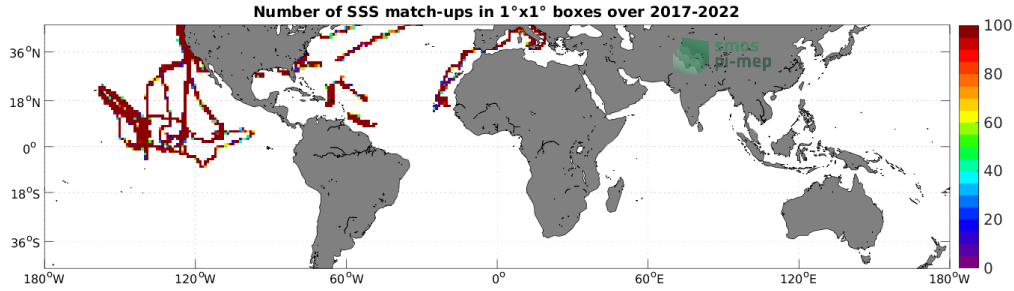 Number of SSS match-ups in 1°x1° boxes over 2017-2022
smos
pi-mep
36°N
18°N
0°
18°S
36°S
180°W
120°W
60°W
0°
60°E
120°E
180°W
100
80
60
40
20
0